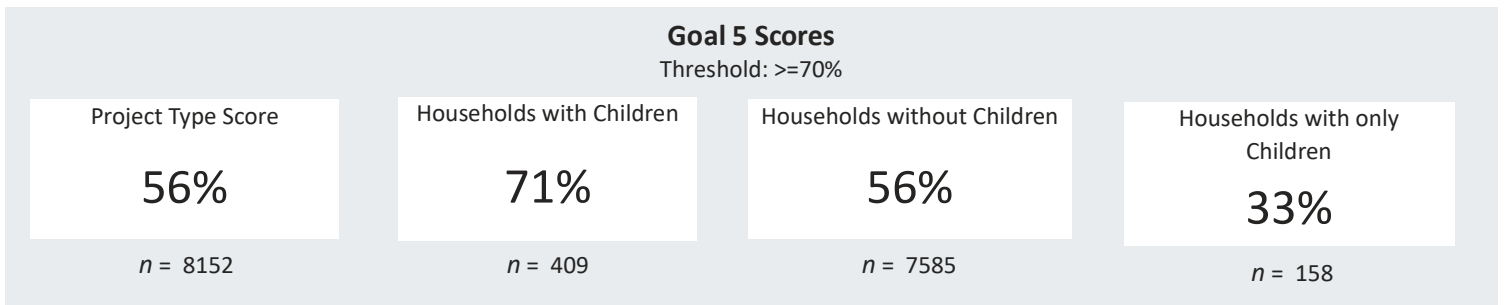 Goal 5 Scores
Threshold: >=70%
Project Type Score
56%
n = 8152
Households with Children
71%
n = 409
Households without Children
56%
n = 7585
Households with only
Children
33%
n = 158